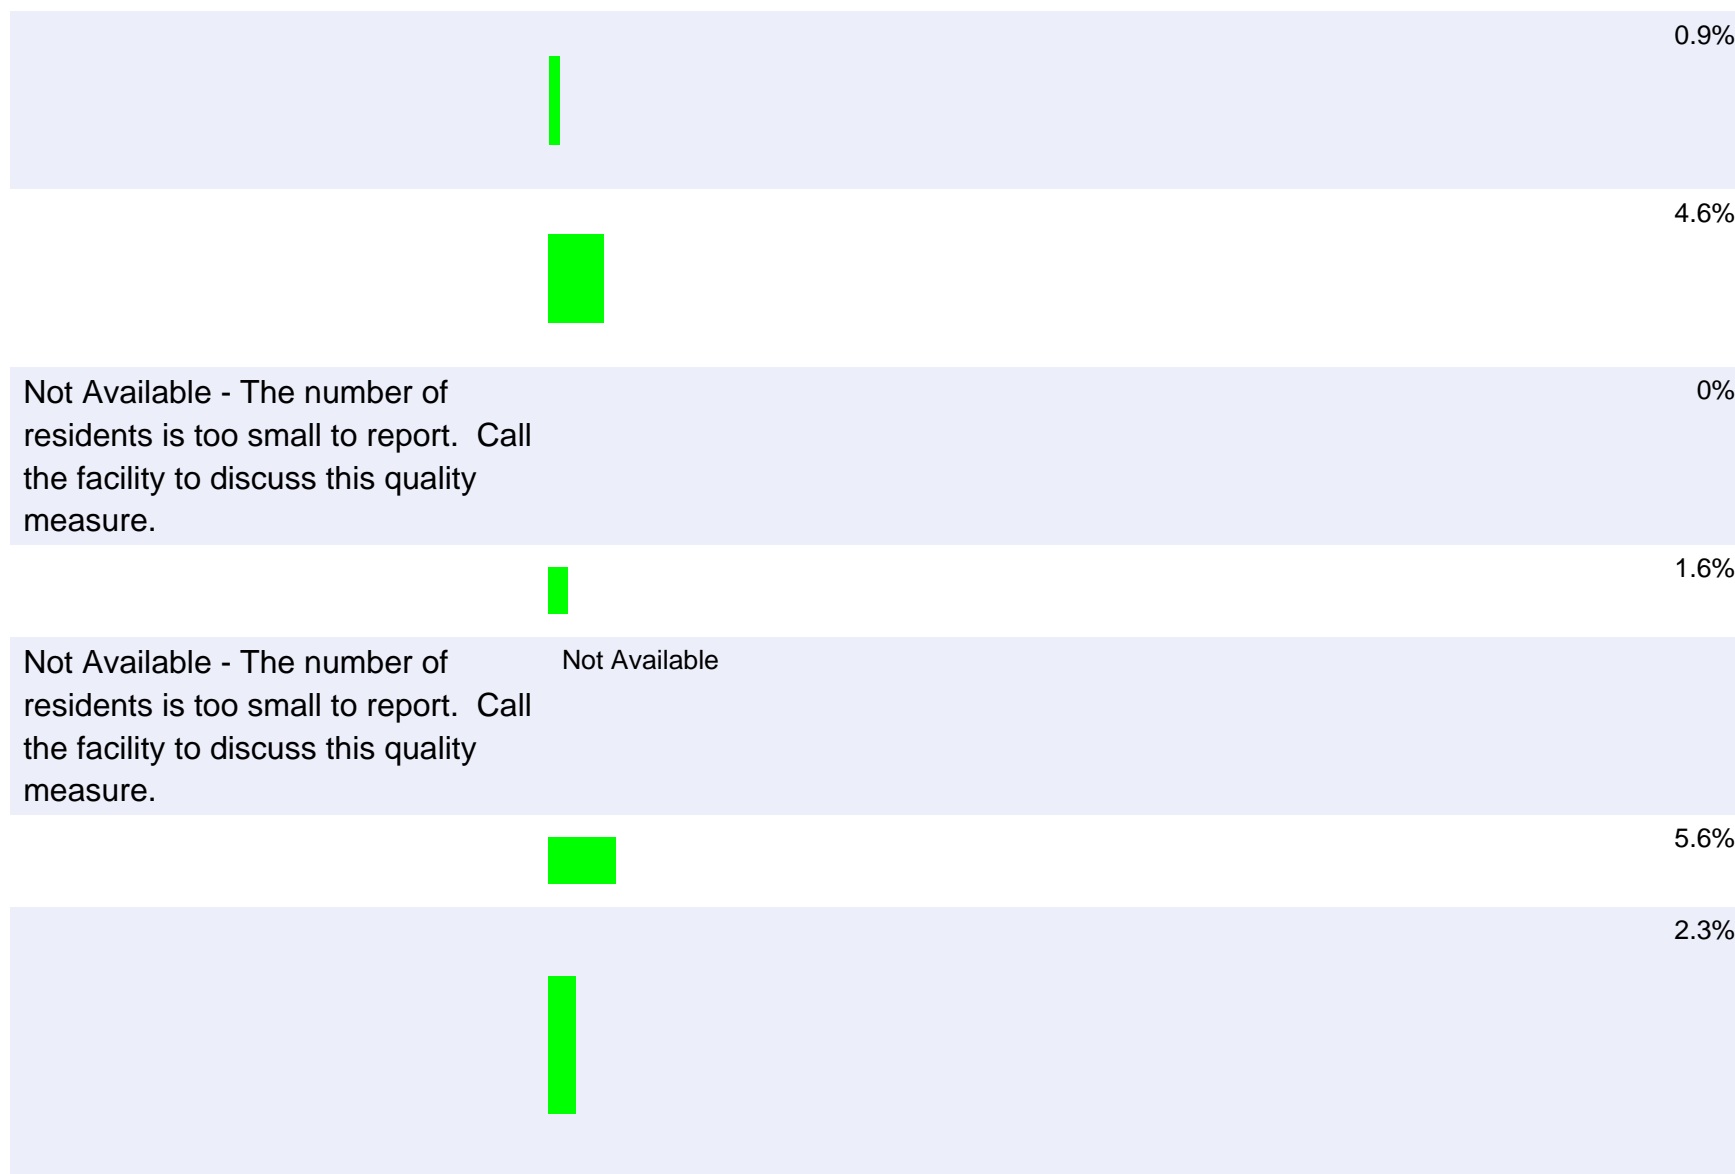 0.9%
4.6%
Not Available - The number of
residents is too small to report.  Call
the facility to discuss this quality
measure.
0%
1.6%
Not Available - The number of
residents is too small to report.  Call
the facility to discuss this quality
measure.
Not Available
5.6%
2.3%